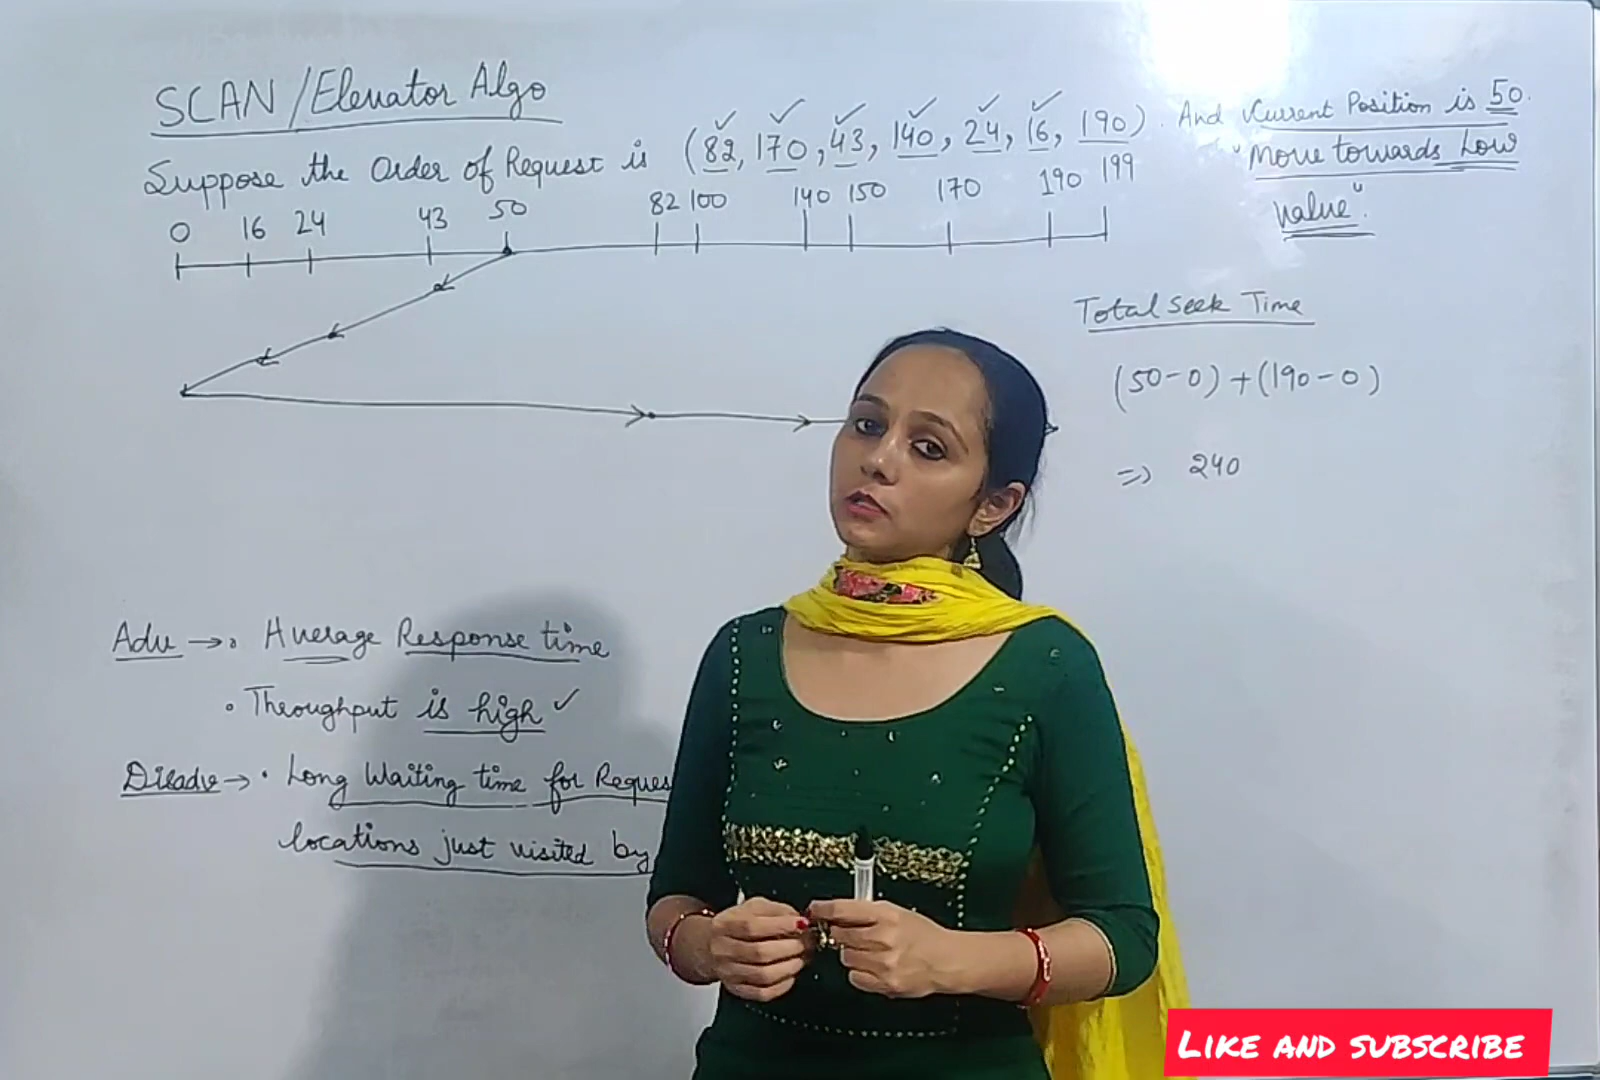 SCAN/Elevator Algo
Suppose the Order of Request is (82, 170, 43, 140, 24, 16, 190). And Current Position is 50.
"Move towards Low
value".
0 16 24 43 50 82 100 140 150 170 190 199
Total Seek Time
(50-0)+(190-0)
=> 240
Adv → • Average Response time
• Throughput is high ✓
Disadv → • Long Waiting time for Reques
locations just visited by
LIKE AND SUBSCRIBE